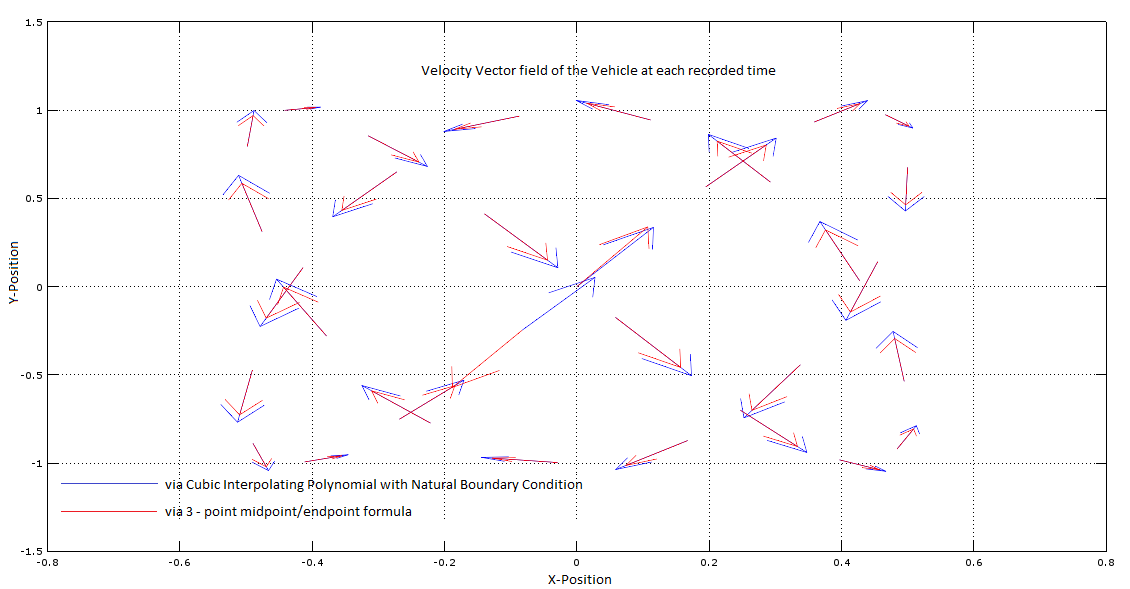 1.5
Velocity Vector field of the Vehicle at each recorded time
1
0.5
Y-Position
0
-0.5
-1
via Cubic Interpolating Polynomial with Natural Boundary Condition
via 3 - point midpoint/endpoint formula
-1.5
-0.8 -0.6 -0.4 -0.2 0 0.2 0.4 0.6 0.8
X-Position